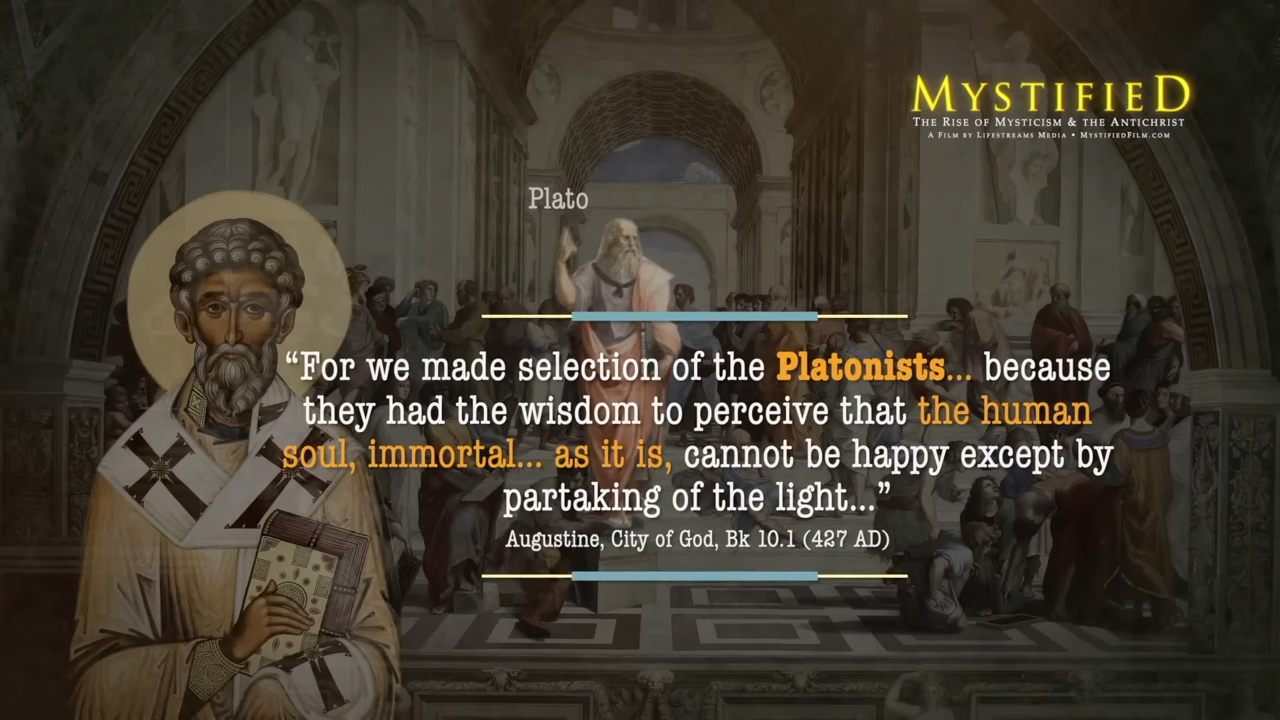 MYSTIFIED
THE RISE OF MYSTICISM & THE ANTICHRIST
A FILM BY LIFESTREAMS MEDIA • MYSTIFIEDFILM.COM
Plato
“For we made selection of the Platonists... because
they had the wisdom to perceive that the human
soul, immortal... as it is, cannot be happy except by
partaking of the light...”
Augustine, City of God, Bk 10.1 (427 AD)